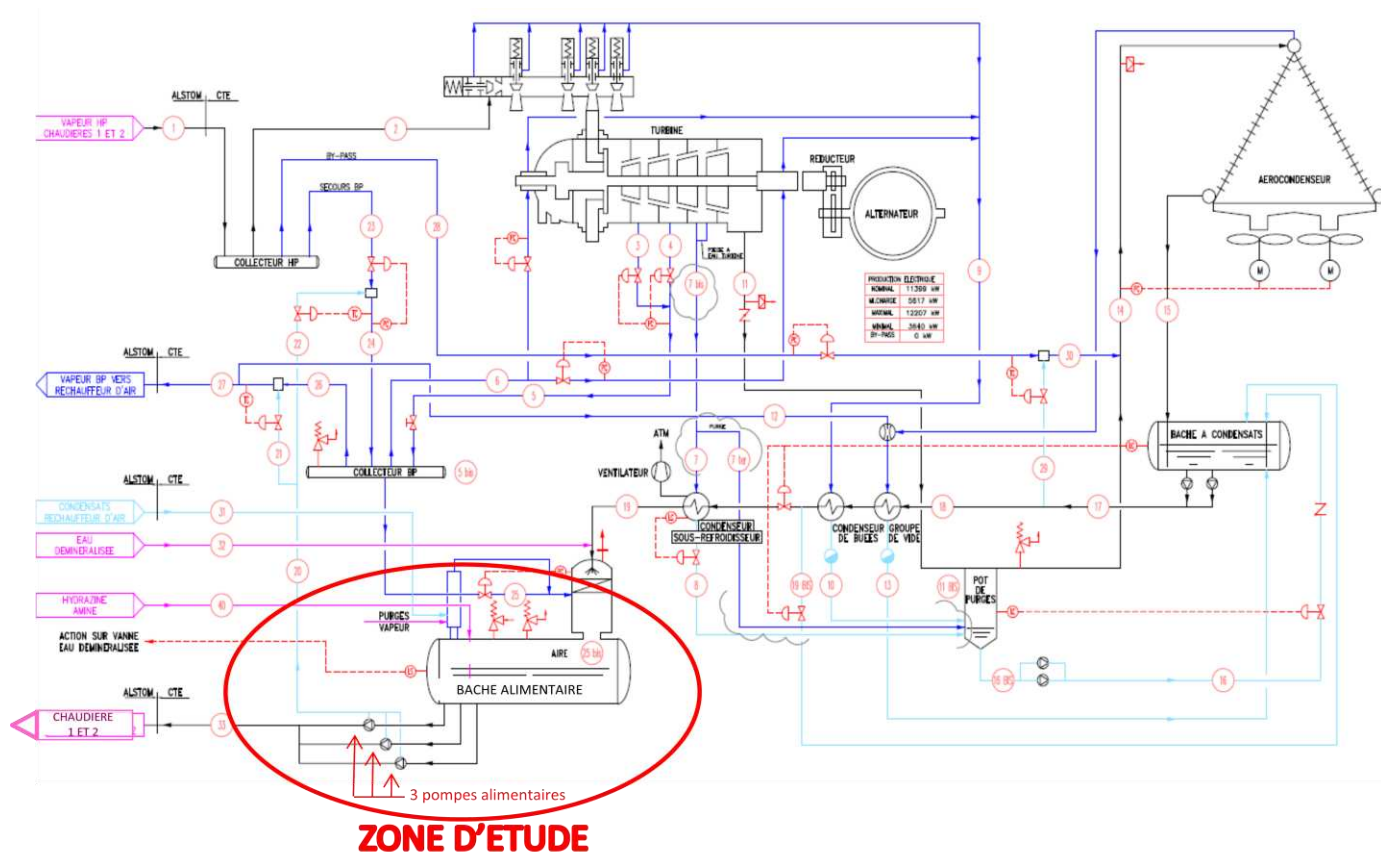 ALSTOM CTE
VAPEUR HP
CHAUDIERES 1 ET 2
1
2
BY-PASS
SECOURS BP
TURBINE
REDUCTEUR
ALTERNATEUR
AEROCONDENSEUR
M
M
23
28
3
4
PRISE A
EAU TURBINE
7 bis
11
9
14
15
COLLECTEUR HP
PRODUCTION ELECTRIQUE
NOMINAL 11399 kW
MI.CHARGE 5617 kW
MAXIMAL 12207 kW
MINIMAL 3640 kW
BY-PASS 0 kW
22
24
ALSTOM CTE
VAPEUR BP VERS
RECHAUFFEUR D'AIR
27
26
6
5
30
12
21
COLLECTEUR BP
5 bis
ATM
VENTILATEUR
PURGE
7
7 ter
29
BACHE A CONDENSATS
ALSTOM CTE
CONDENSATS
RECHAUFFEUR D'AIR
31
EAU
DEMINERALISEE
32
19
CONDENSEUR
SOUS-REFROIDISSEUR
CONDENSEUR
DE BUEES
GROUPE
DE VIDE
18
17
20
HYDRAZINE
AMINE
40
PURGES
VAPEUR
25
8
19 BIS
10
13
11 BIS
POT
DE
PURGES
ACTION SUR VANNE
EAU DEMINERALISEE
AIRE
25 bis
BACHE ALIMENTAIRE
16 BIS
16
ALSTOM CTE
CHAUDIERE
1 ET 2
33
3 pompes alimentaires
ZONE D'ETUDE